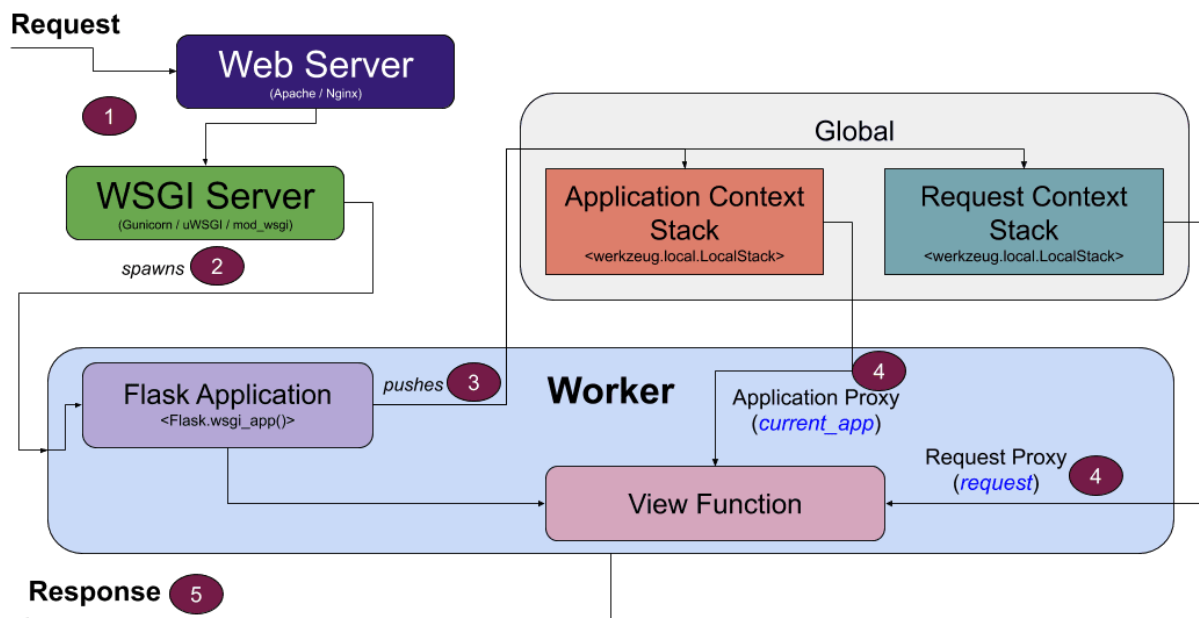 Request
Web Server
(Apache / Nginx)
1
Global
WSGI Server
(Gunicorn / uWSGI / mod_wsgi)
Application Context
Stack
<werkzeug.local.LocalStack>
Request Context
Stack
<werkzeug.local.LocalStack>
spawns 2
Flask Application
<Flask.wsgi_app()>
pushes 3
Worker
4
Application Proxy
(current_app)
Request Proxy
(request)
4
View Function
Response 5